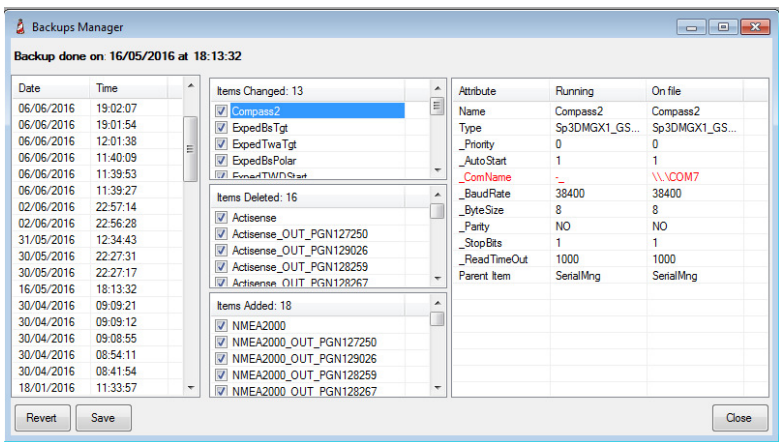 Backups Manager
Backup done on: 16/05/2016 at 18:13:32
Date Time
06/06/2016 19:02:07
06/06/2016 19:01:54
06/06/2016 12:01:38
06/06/2016 11:40:09
06/06/2016 11:39:53
06/06/2016 11:39:27
02/06/2016 22:57:14
02/06/2016 22:56:28
31/05/2016 12:34:43
30/05/2016 22:27:31
30/05/2016 22:27:17
16/05/2016 18:13:32
30/04/2016 09:09:21
30/04/2016 09:09:12
30/04/2016 09:08:55
30/04/2016 08:54:11
30/04/2016 08:41:54
18/01/2016 11:33:57
Items Changed: 13
Compass2
ExpedBsTgt
ExpedTwaTgt
ExpedBsPolar
ExpedTWDStart
Items Deleted: 16
Actisense
Actisense_OUT_PGN127250
Actisense_OUT_PGN129026
Actisense_OUT_PGN128259
Actisense_OUT_PGN128267
Items Added: 18
NMEA2000
NMEA2000_OUT_PGN127250
NMEA2000_OUT_PGN129026
NMEA2000_OUT_PGN128259
NMEA2000_OUT_PGN128267
Attribute Running On file
Name Compass2 Compass2
Type Sp3DMGX1_GS... Sp3DMGX1_GS...
_Priority 0 0
_AutoStart 1 1
_ComName -_ \\.\COM7
_BaudRate 38400 38400
_ByteSize 8 8
_Parity NO NO
_StopBits 1 1
_ReadTimeOut 1000 1000
Parent Item SerialMng SerialMng
Revert Save Close